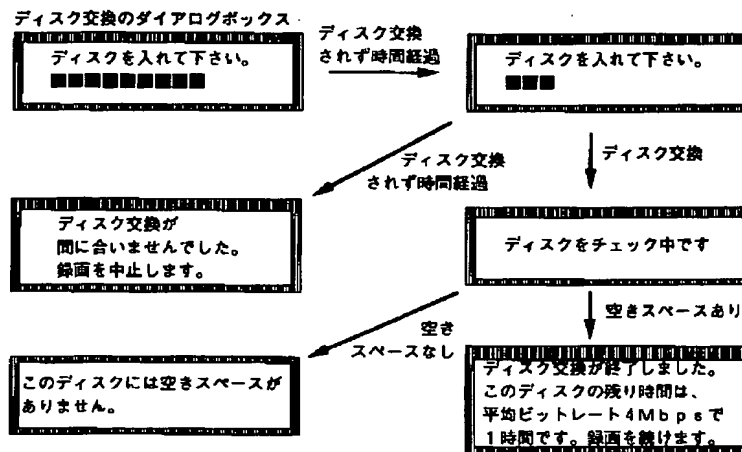 ディスク交換のダイアログボックス
ディスクを入れて下さい。
ディスク交換
されず時間経過
ディスクを入れて下さい。
ディスク交換
されず時間経過
ディスク交換
ディスク交換が
間に合いませんでした。
録画を中止します。
ディスクをチェック中です
空き
スペースなし
空きスペースあり
このディスクには空きスペースが
ありません。
ディスク交換が終了しました。
このディスクの残り時間は、
平均ビットレート4Mbpsで
1時間です。録画を続けます。